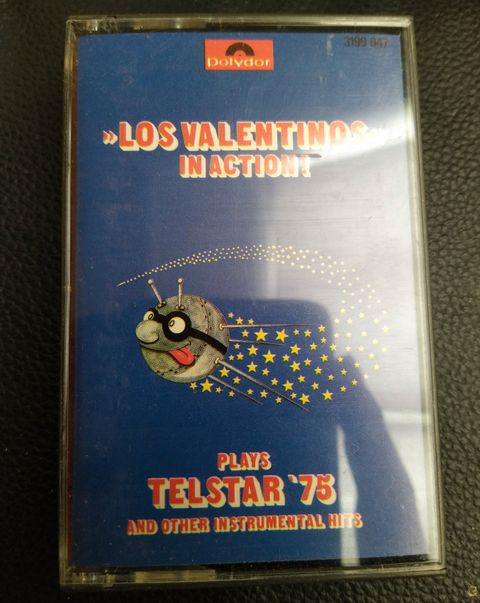 polydor
3199 047
»LOS VALENTINOS«
IN ACTION!
PLAYS
TELSTAR '75
AND OTHER INSTRUMENTAL HITS